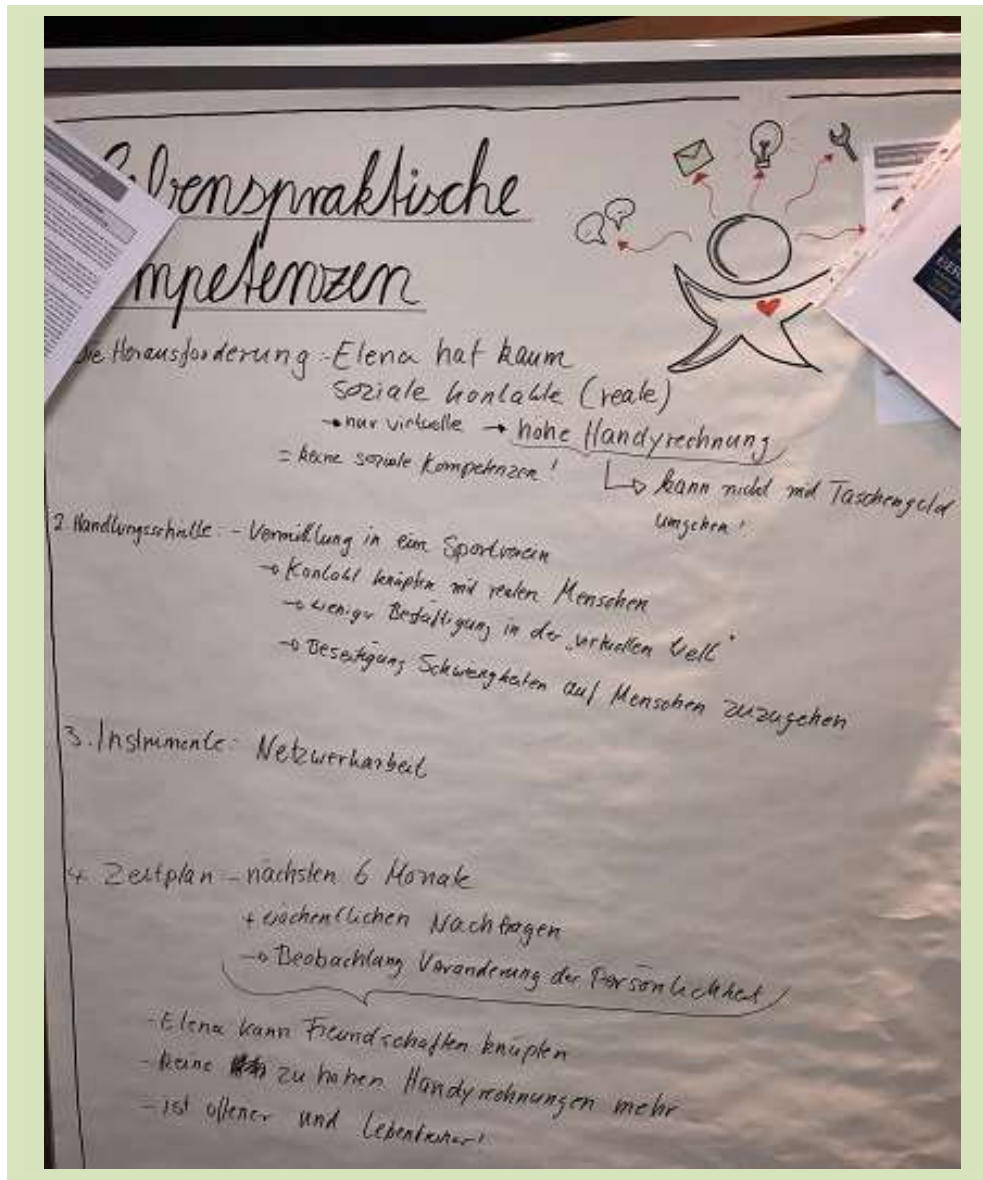 Lebenspraktische
Kompetenzen
Die Herausforderung - Elena hat kaum
soziale Kontakte (reale)
→ nur virtuelle → hohe Handyrechnung
= keine soziale Kompetenzen! ↳ kann nicht mit Taschengeld
umgehen!
2. Handlungsschritte - Vermittlung in ein Sportverein
→ Kontakt knüpfen mit realen Menschen
→ weniger Bestätigung in der „virtuellen Welt"
→ Beseitigung Schwierigkeiten auf Menschen zuzugehen
3. Instrumente - Netzwerkarbeit
4. Zeitplan - nächsten 6 Monate
+ wöchentlichen Nachfragen
→ Beobachtung Veränderung der Persönlichkeit
- Elena kann Freundschaften knüpfen
- keine zu hohen Handyrechnungen mehr
- ist offener und